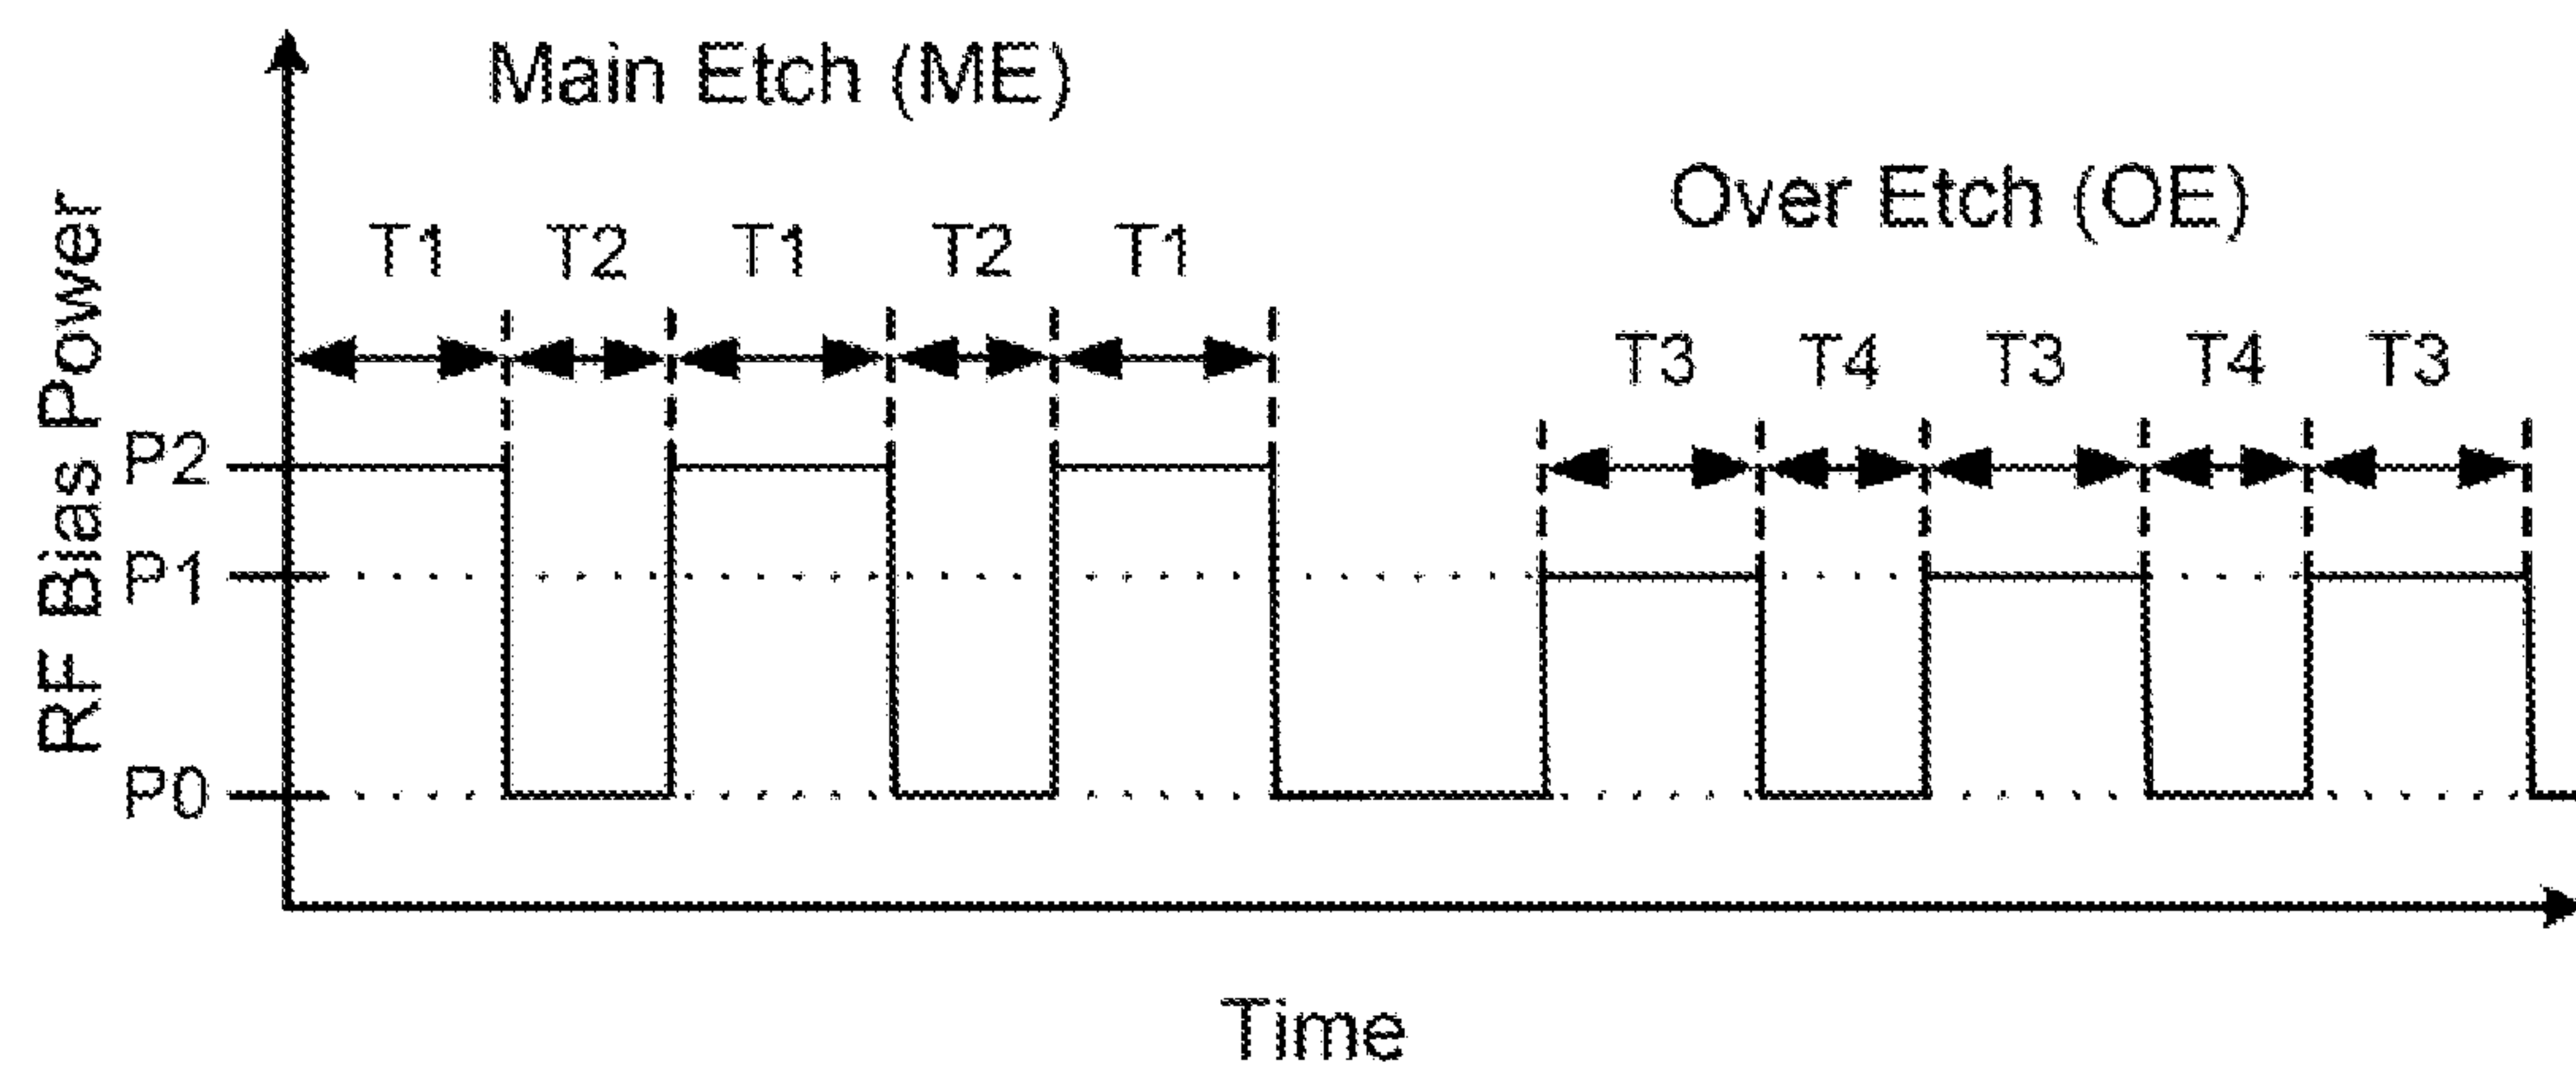 Main Etch (ME)
Over Etch (OE)
T1 T2 T1 T2 T1
T3 T4 T3 T4 T3
RF Bias Power
P2
P1
P0
Time